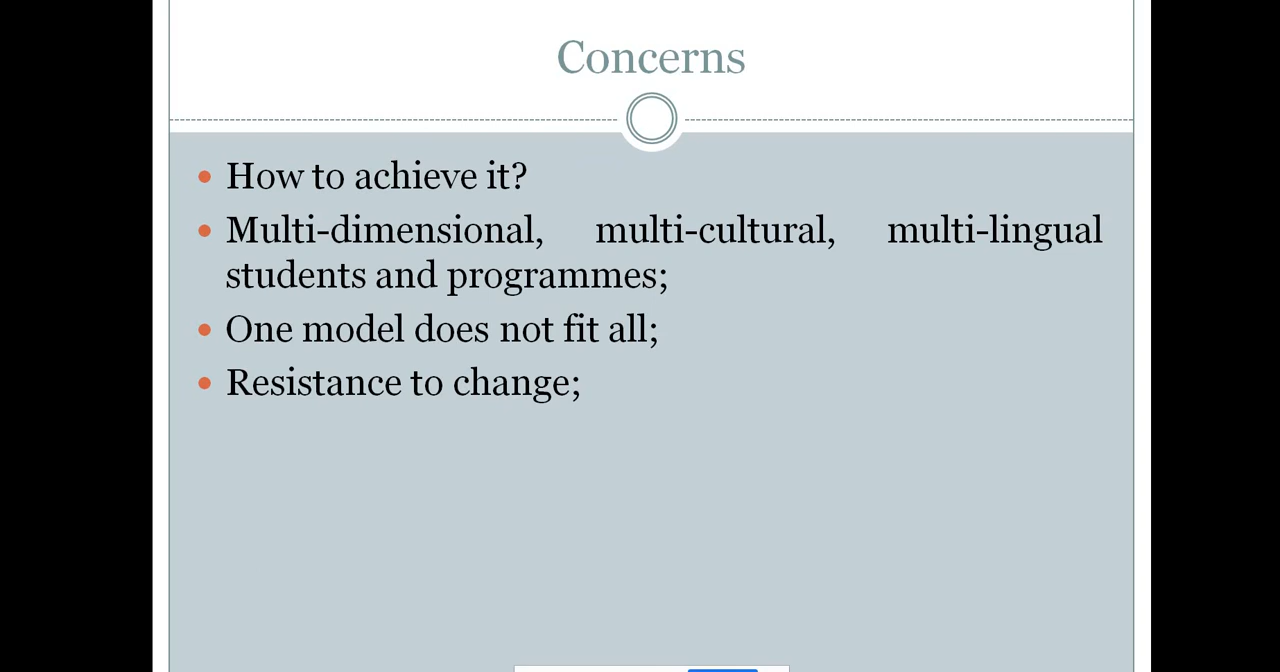 Concerns
How to achieve it?
Multi-dimensional, multi-cultural, multi-lingual
students and programmes;
One model does not fit all;
Resistance to change;